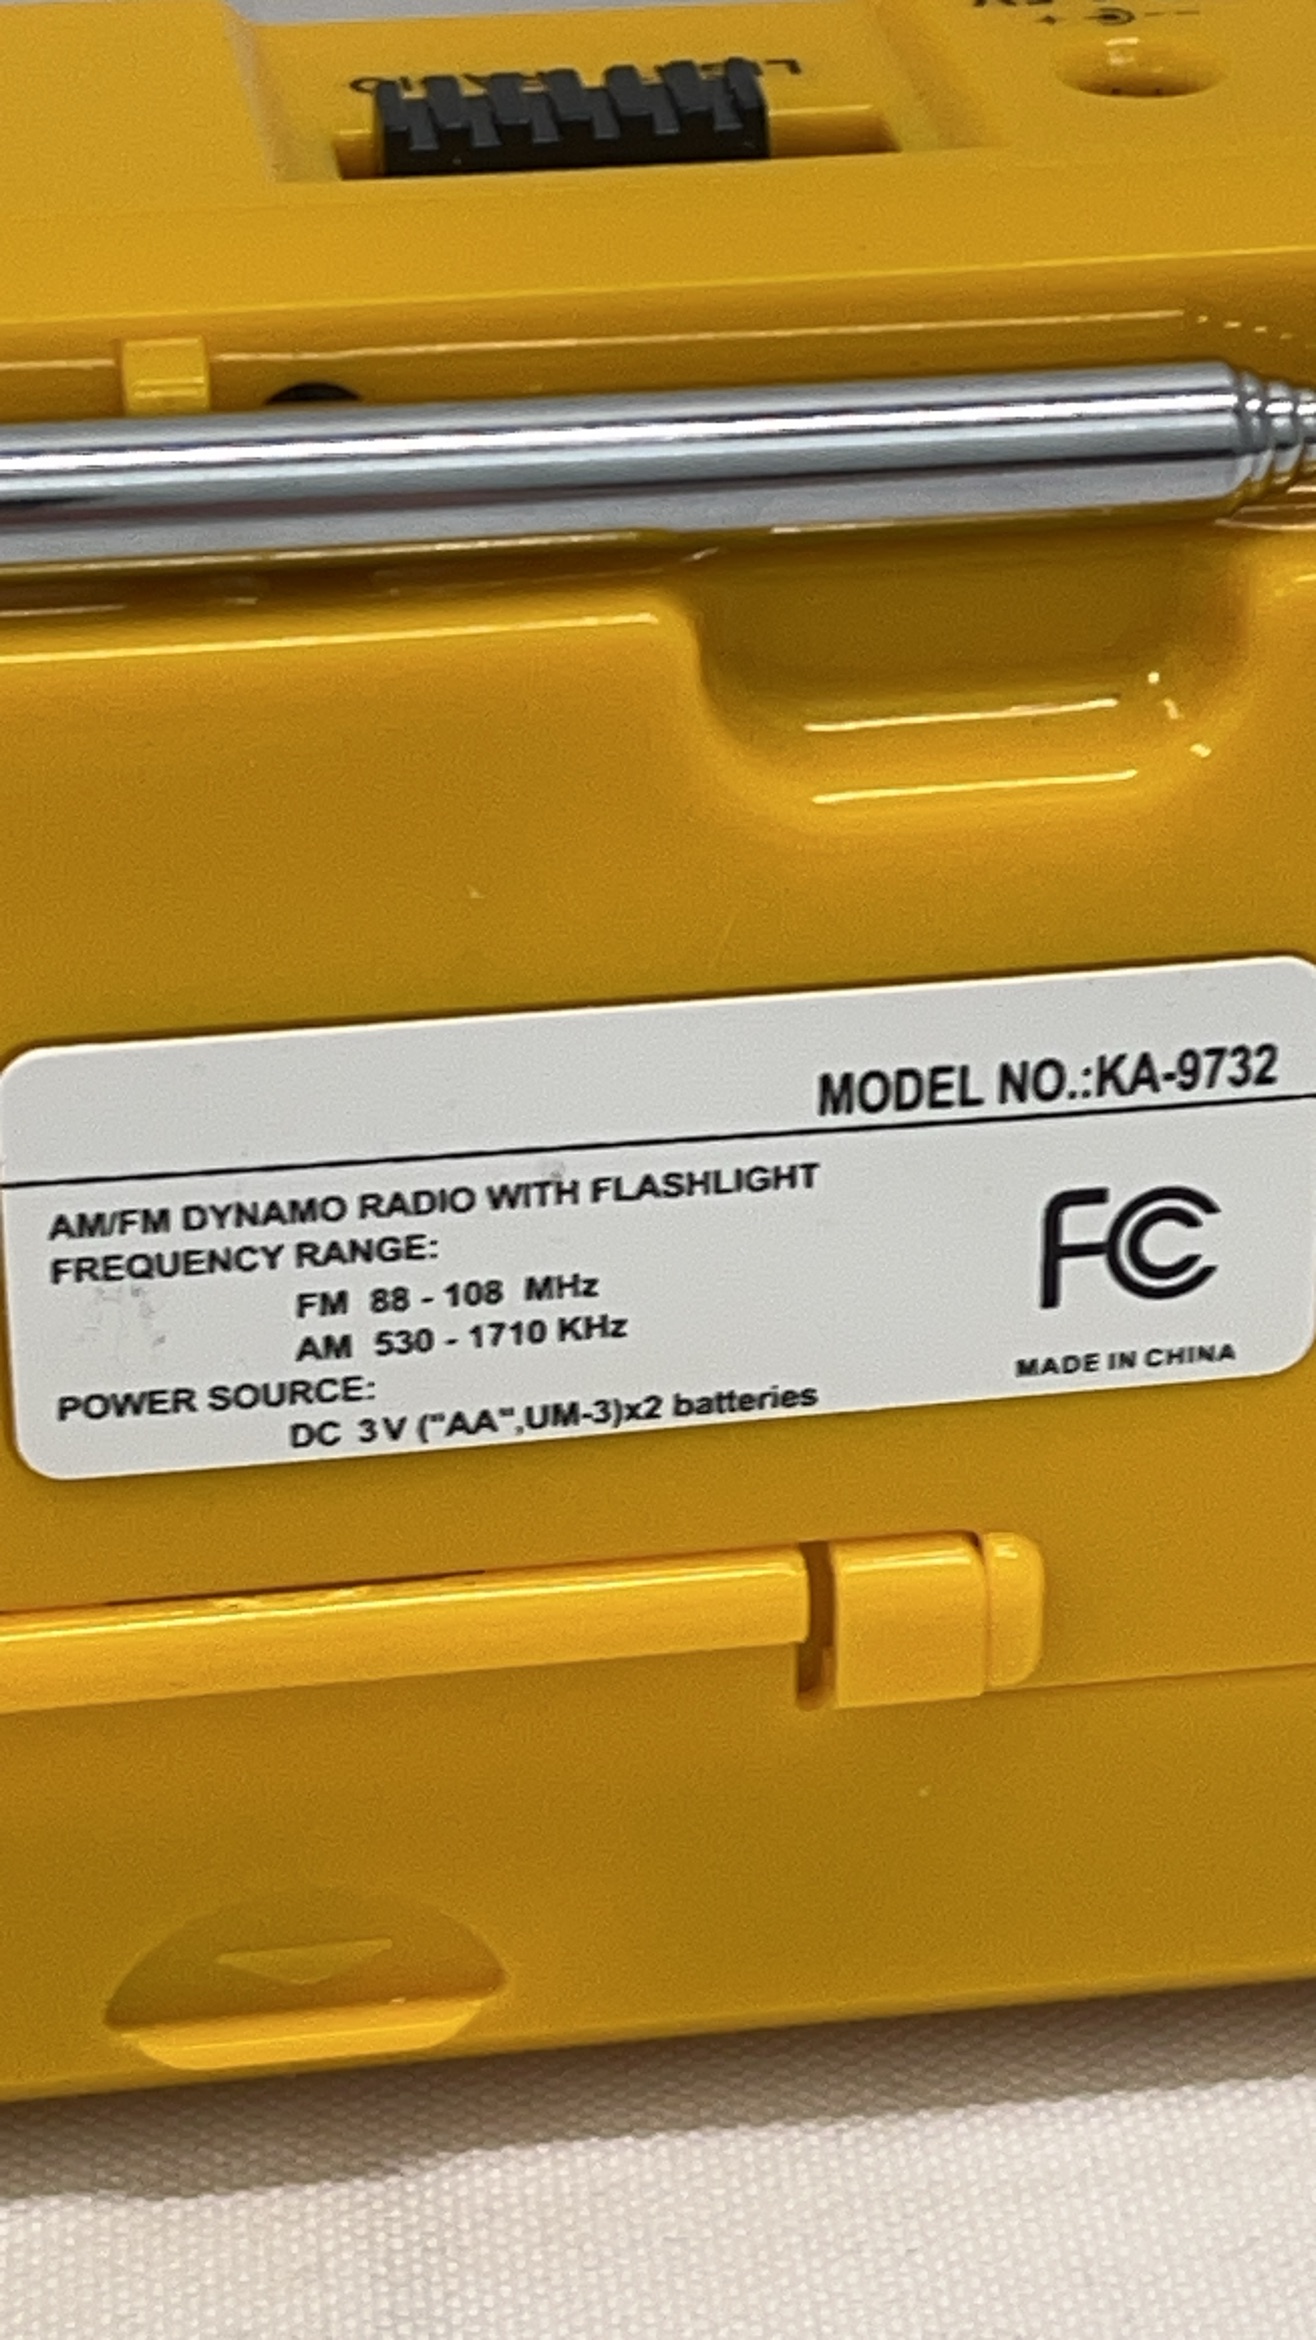 MODEL NO.:KA-9732
AM/FM DYNAMO RADIO WITH FLASHLIGHT
FREQUENCY RANGE:
FM 88 - 108 MHz
AM 530 - 1710 KHz
POWER SOURCE:
DC 3V ("AA",UM-3)x2 batteries
FC
MADE IN CHINA